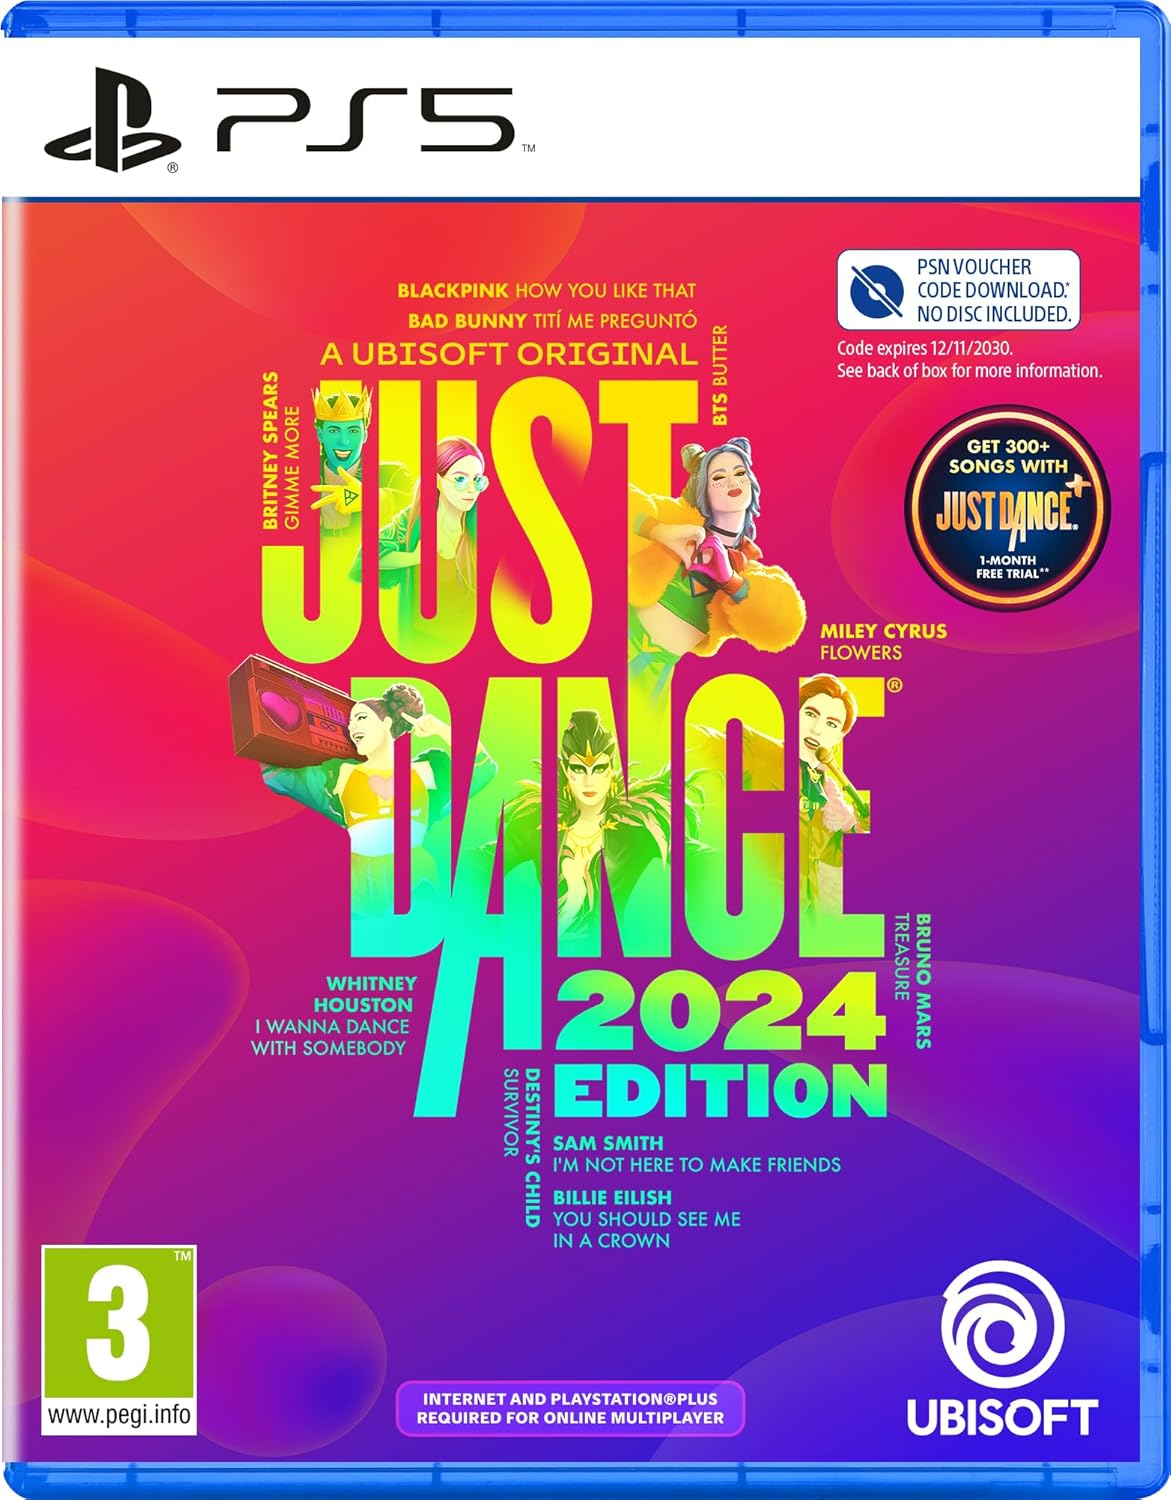 PS5™
®
PSN VOUCHER
CODE DOWNLOAD.*
NO DISC INCLUDED.
Code expires 12/11/2030.
See back of box for more information.
BLACKPINK HOW YOU LIKE THAT
BAD BUNNY TITÍ ME PREGUNTÓ
A UBISOFT ORIGINAL
BTS BUTTER
BRITNEY SPEARS
GIMME MORE
JUST
GET 300+
SONGS WITH
JUST DANCE+®
1-MONTH
FREE TRIAL**
MILEY CYRUS
FLOWERS
DANCE®
BRUNO MARS
TREASURE
WHITNEY
HOUSTON
I WANNA DANCE
WITH SOMEBODY
2024
EDITION
DESTINY'S CHILD
SURVIVOR
SAM SMITH
I'M NOT HERE TO MAKE FRIENDS
BILLIE EILISH
YOU SHOULD SEE ME
IN A CROWN
3™
www.pegi.info
INTERNET AND PLAYSTATION®PLUS
REQUIRED FOR ONLINE MULTIPLAYER
UBISOFT